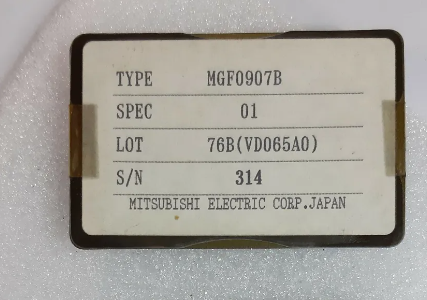 TYPE MGF0907B
SPEC 01
LOT 76B(VD065A0)
S/N 314
MITSUBISHI ELECTRIC CORP.JAPAN